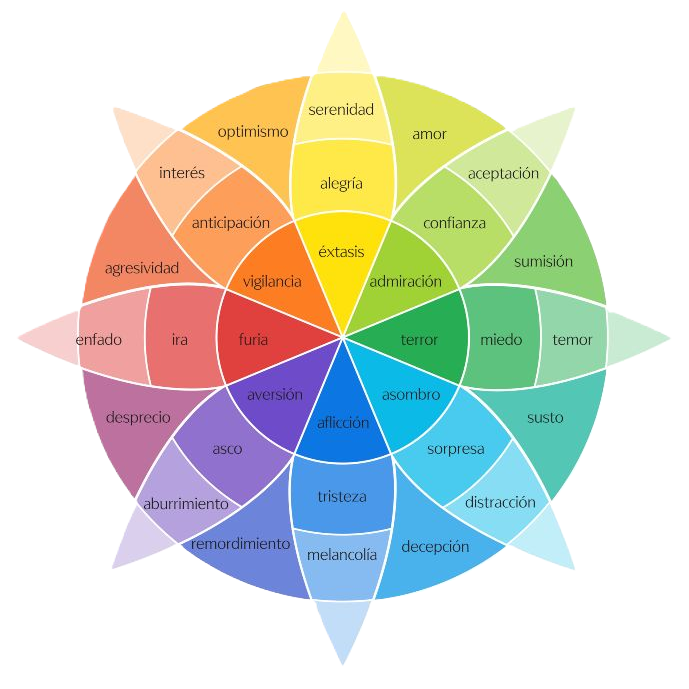 serenidad
optimismo
amor
interés
aceptación
alegría
anticipación
confianza
éxtasis
sumisión
agresividad
vigilancia
admiración
enfado
ira
furia
terror
miedo
temor
aversión
asombro
desprecio
aflicción
susto
asco
sorpresa
tristeza
aburrimiento
distracción
remordimiento
decepción
melancolía